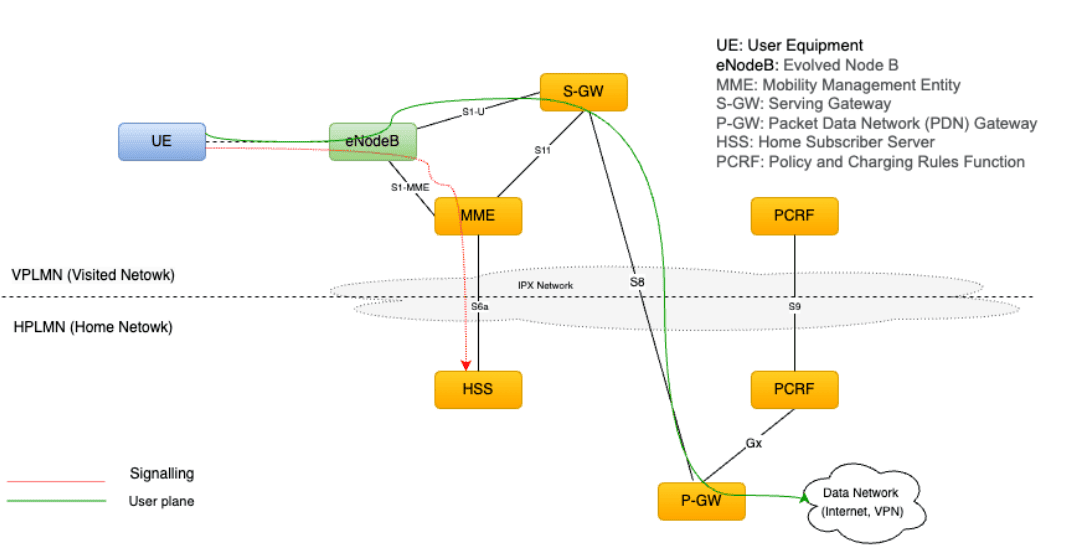 UE: User Equipment
eNodeB: Evolved Node B
MME: Mobility Management Entity
S-GW: Serving Gateway
P-GW: Packet Data Network (PDN) Gateway
HSS: Home Subscriber Server
PCRF: Policy and Charging Rules Function
S-GW
S1-U
UE
eNodeB
S11
S1-MME
MME
PCRF
VPLMN (Visited Netowk)
IPX Network
S8
S6a
S9
HPLMN (Home Netowk)
HSS
PCRF
Gx
Signalling
User plane
P-GW
Data Network
(Internet, VPN)